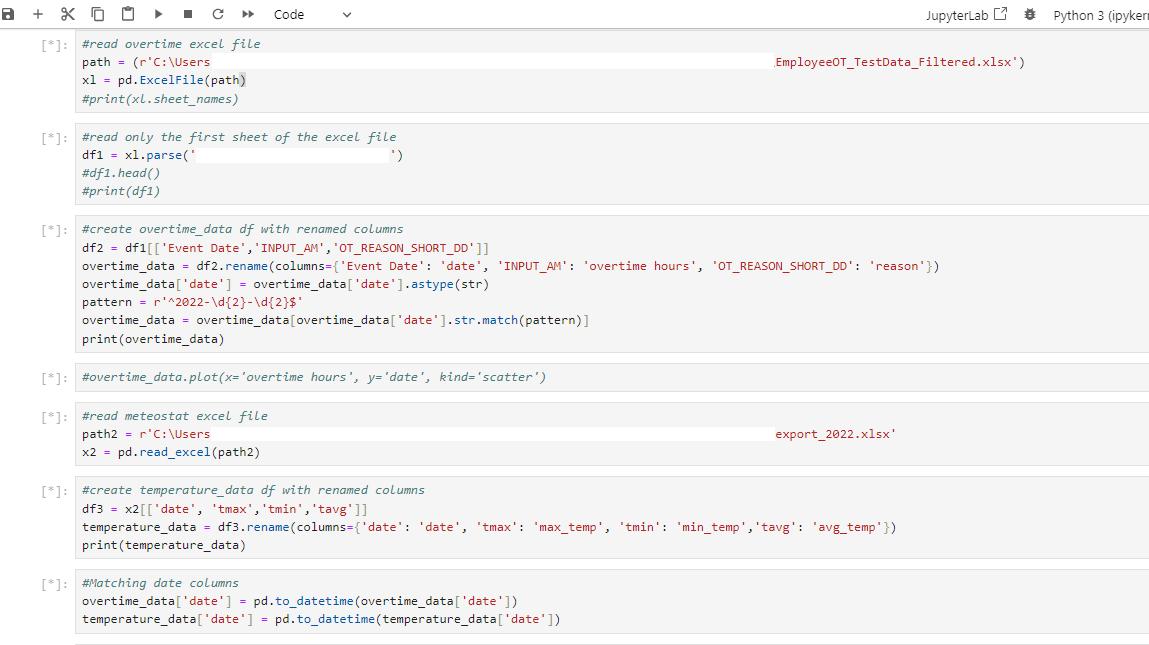 Code
JupyterLab
Python 3 (ipykern
[*]:
#read overtime excel file
path = (r'C:\Users
EmployeeOT_TestData_Filtered.xlsx')
xl = pd.ExcelFile(path)
#print(xl.sheet_names)
[*]:
#read only the first sheet of the excel file
df1 = xl.parse(' ')
#df1.head()
#print(df1)
[*]:
#create overtime_data df with renamed columns
df2 = df1[['Event Date','INPUT_AM','OT_REASON_SHORT_DD']]
overtime_data = df2.rename(columns={'Event Date': 'date', 'INPUT_AM': 'overtime hours', 'OT_REASON_SHORT_DD': 'reason'})
overtime_data['date'] = overtime_data['date'].astype(str)
pattern = r'^2022-\d{2}-\d{2}$'
overtime_data = overtime_data[overtime_data['date'].str.match(pattern)]
print(overtime_data)
[*]:
#overtime_data.plot(x='overtime hours', y='date', kind='scatter')
[*]:
#read meteostat excel file
path2 = r'C:\Users
export_2022.xlsx'
x2 = pd.read_excel(path2)
[*]:
#create temperature_data df with renamed columns
df3 = x2[['date', 'tmax','tmin','tavg']]
temperature_data = df3.rename(columns={'date': 'date', 'tmax': 'max_temp', 'tmin': 'min_temp','tavg': 'avg_temp'})
print(temperature_data)
[*]:
#Matching date columns
overtime_data['date'] = pd.to_datetime(overtime_data['date'])
temperature_data['date'] = pd.to_datetime(temperature_data['date'])